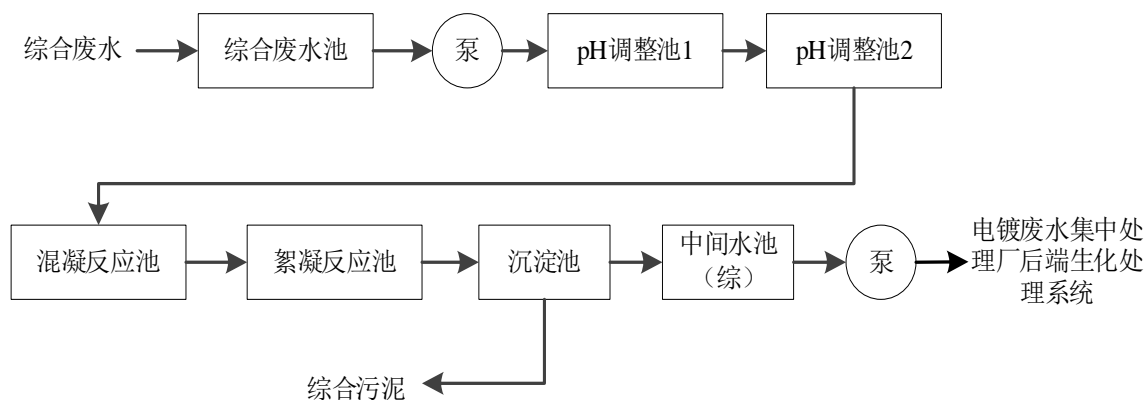 综合废水
综合废水池
泵
pH调整池1
pH调整池2
混凝反应池
絮凝反应池
沉淀池
中间水池
（综）
泵
电镀废水集中处
理厂后端生化处
理系统
综合污泥